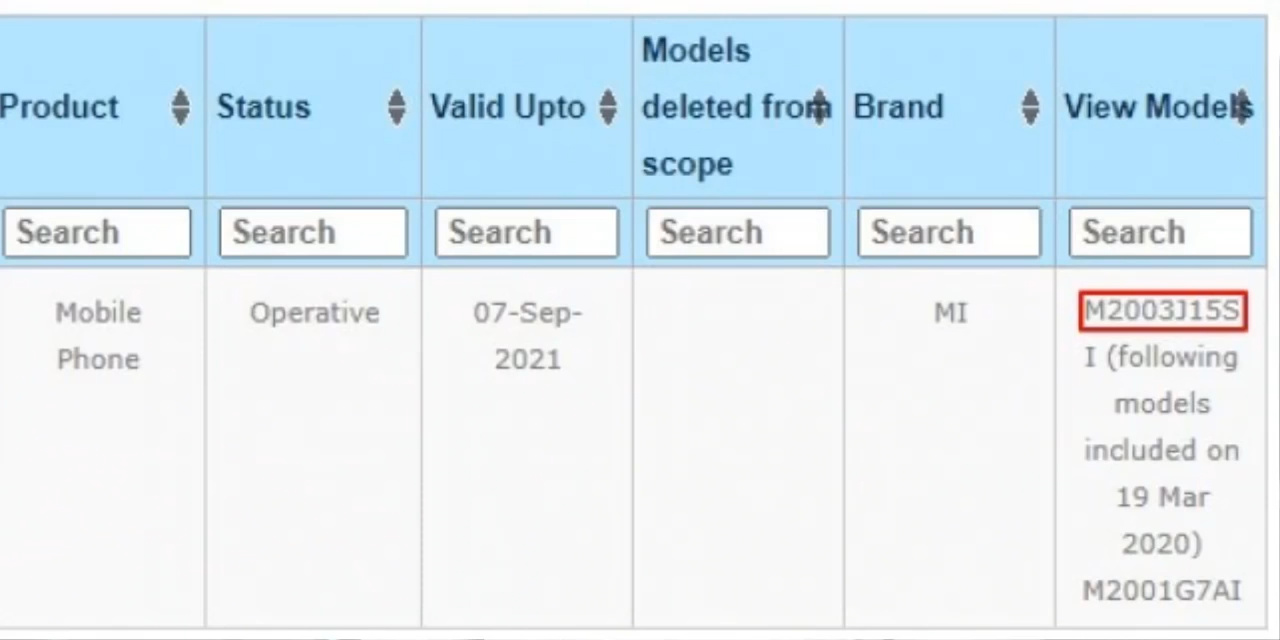 Product
Status
Valid Upto
Models
deleted from
scope
Brand
View Models
Search
Search
Search
Search
Search
Search
Mobile
Phone
Operative
07-Sep-
2021
MI
M2003J15S
I (following
models
included on
19 Mar
2020)
M2001G7AI